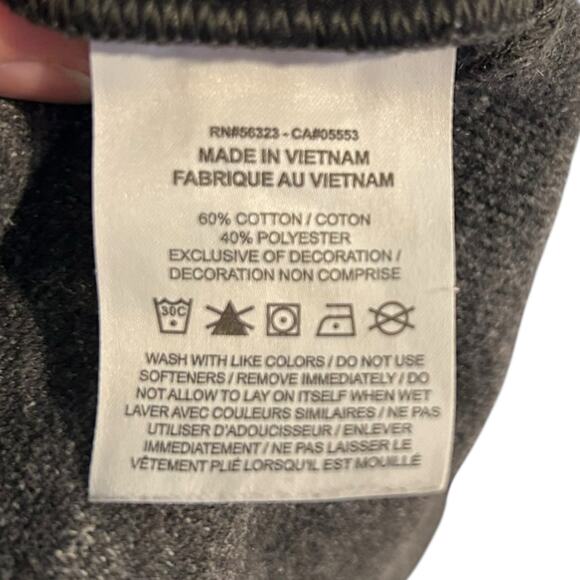 RN#56323 - CA#05553
MADE IN VIETNAM
FABRIQUE AU VIETNAM
60% COTTON / COTON
40% POLYESTER
EXCLUSIVE OF DECORATION /
DECORATION NON COMPRISE
30C
WASH WITH LIKE COLORS / DO NOT USE
SOFTENERS / REMOVE IMMEDIATELY / DO
NOT ALLOW TO LAY ON ITSELF WHEN WET
LAVER AVEC COULEURS SIMILAIRES / NE PAS
UTILISER D'ADOUCISSEUR / ENLEVER
IMMEDIATEMENT / NE PAS LAISSER LE
VÊTEMENT PLIÉ LORSQU'IL EST MOUILLÉ